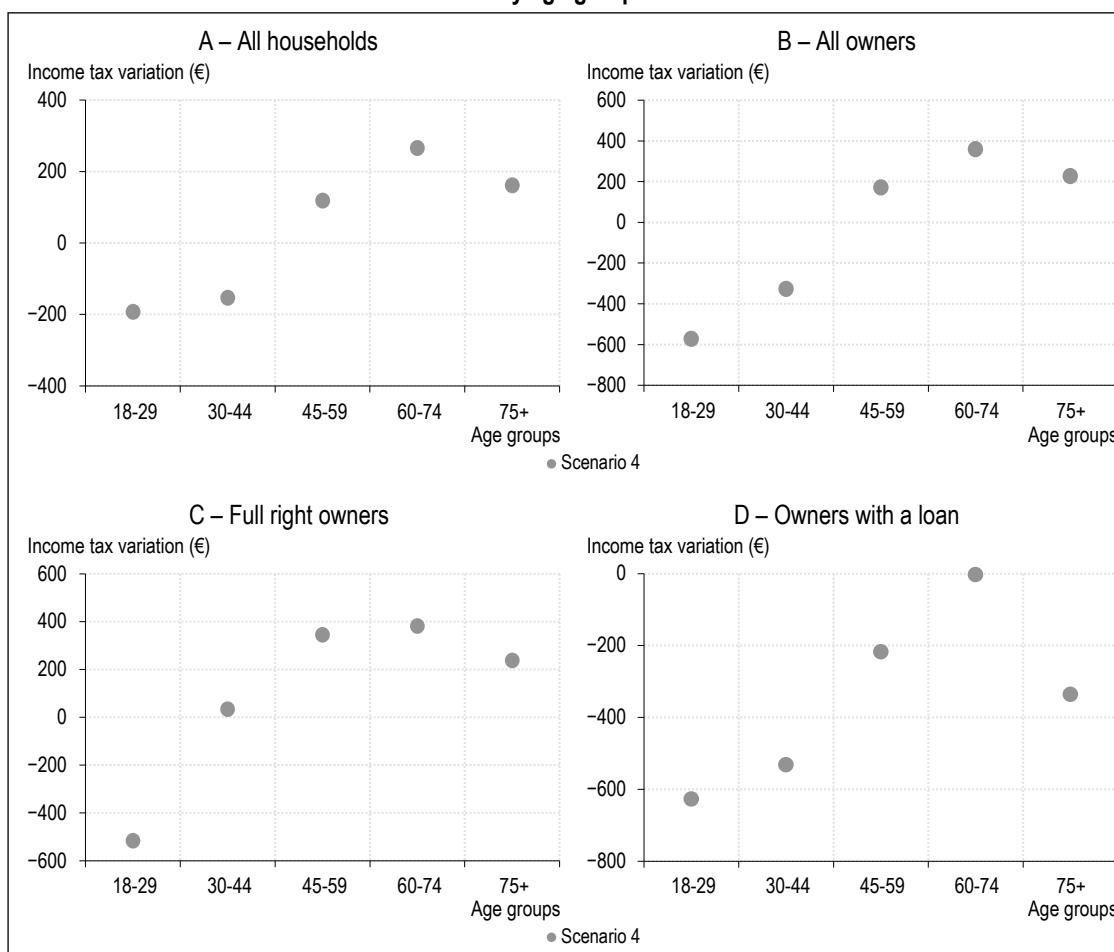 A – All households
Income tax variation (€)
400
200
0
−200
−400
18-29 30-44 45-59 60-74 75+
Age groups
B – All owners
Income tax variation (€)
600
400
200
0
−200
−400
−600
−800
18-29 30-44 45-59 60-74 75+
Age groups
Scenario 4
C – Full right owners
Income tax variation (€)
600
400
200
0
−200
−400
−600
18-29 30-44 45-59 60-74 75+
Age groups
D – Owners with a loan
Income tax variation (€)
0
−200
−400
−600
−800
18-29 30-44 45-59 60-74 75+
Age groups
Scenario 4